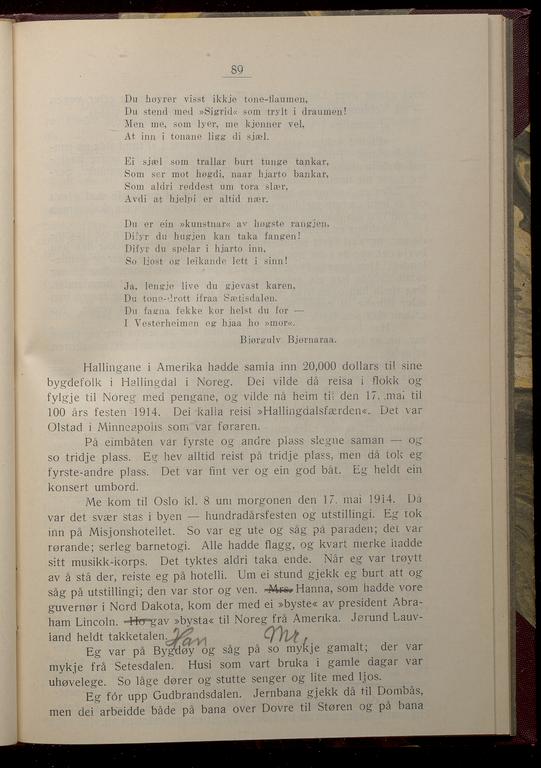 89
Du høyrer visst ikkje tone-flaumen,
Du stend med »Sigrid« som trylt i draumen!
Men me, som lyer, me kjenner vel,
At inn i tonane ligg di sjæl.
Ei sjæl som trallar burt tunge tankar,
Som ser mot høgdi, naar hjarto bankar,
Som aldri reddest um tora slær,
Avdi at hjelpi er altid nær.
Du er ein »kunstnar« av høgste rangjen,
Difyr du hugjen kan taka fangen!
Difyr du spelar i hjarto inn,
So ljost og leikande lett i sinn!
Ja, lengje live du gjevast karen,
Du tone-drott ifraa Sætisdalen.
Du fagna fekke kor helst du for —
I Vesterheimen og hjaa ho »mor«.
Bjørgulv Bjørnaraa.
Hallingane i Amerika hadde samla inn 20,000 dollars til sine
bygdefolk i Hallingdal i Noreg. Dei vilde då reisa i flokk og
fylgje til Noreg med pengane, og vilde nå heim til den 17. mai til
100 års festen 1914. Dei kalla reisi »Hallingdalsfærden«. Det var
Olstad i Minneapolis som var føraren.
På eimbåten var fyrste og andre plass slegne saman — og
so tridje plass. Eg hev alltid reist på tridje plass, men då tok eg
fyrste-andre plass. Det var fint ver og ein god båt. Eg heldt ein
konsert umbord.
Me kom til Oslo kl. 8 um morgonen den 17. mai 1914. Då
var det svær stas i byen — hundradårsfesten og utstillingi. Eg tok
inn på Misjonshotellet. So var eg ute og såg på paraden; det var
rørande; serleg barnetogi. Alle hadde flagg, og kvart merke hadde
sitt musikk-korps. Det tyktes aldri taka ende. Når eg var trøytt
av å stå der, reiste eg på hotelli. Um ei stund gjekk eg burt att og
såg på utstillingi; den var stor og ven. Mrs. Hanna, som hadde vore
guvernør i Nord Dakota, kom der med ei »byste« av president Abra-
ham Lincoln. Ho gav »bysta« til Noreg frå Amerika. Jørund Lauv-
land heldt takketalen. Han Mr.
Eg var på Bygdøy og såg på so mykje gamalt; der var
mykje frå Setesdalen. Husi som vart bruka i gamle dagar var
uhøvelege. So låge dører og stutte senger og lite med ljos.
Eg fór upp Gudbrandsdalen. Jernbana gjekk då til Dombås,
men dei arbeidde både på bana over Dovre til Støren og på bana